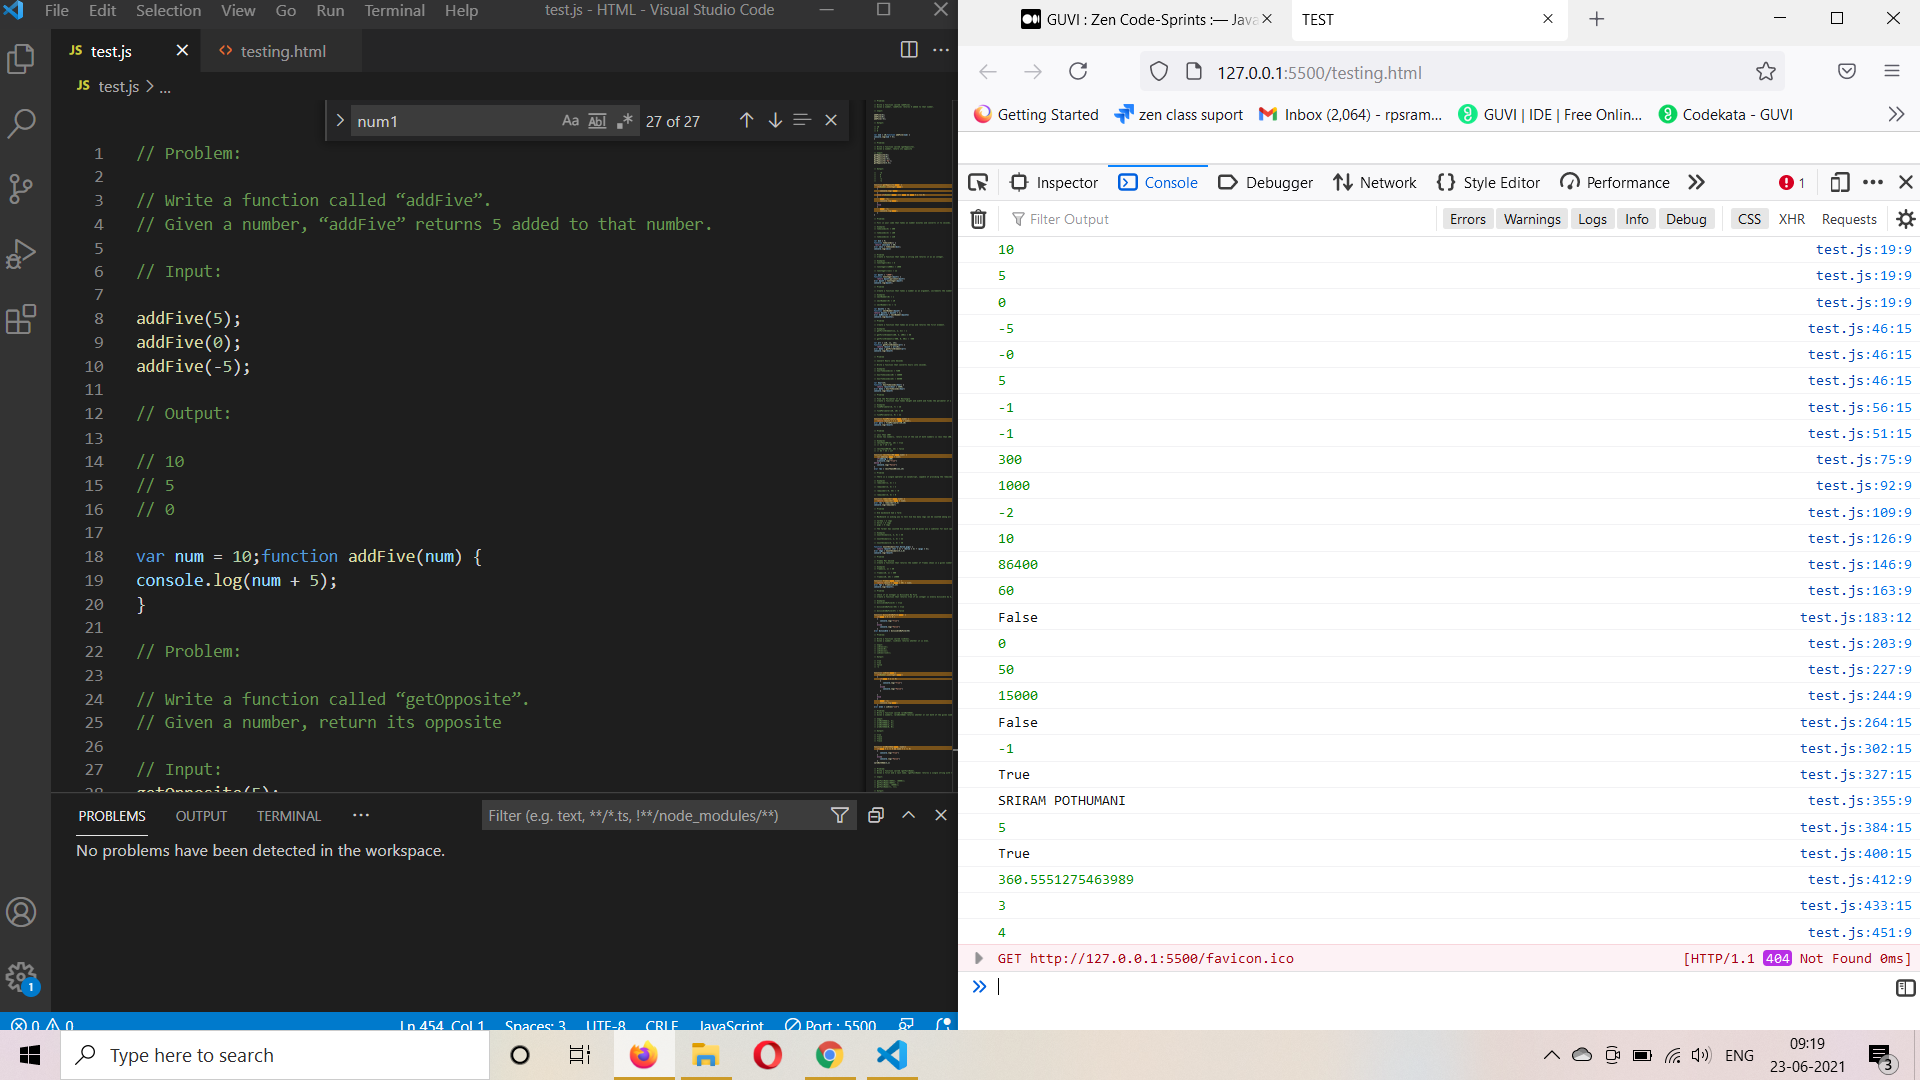 File Edit Selection View Go Run Terminal Help test.js - HTML - Visual Studio Code
JS test.js
<> testing.html
JS test.js > ...
num1
Aa
27 of 27
1 // Problem:
2
3 // Write a function called “addFive”.
4 // Given a number, “addFive” returns 5 added to that number.
5
6 // Input:
7
8 addFive(5);
9 addFive(0);
10 addFive(-5);
11
12 // Output:
13
14 // 10
15 // 5
16 // 0
17
18 var num = 10;function addFive(num) {
19 console.log(num + 5);
20 }
21
22 // Problem:
23
24 // Write a function called “getOpposite”.
25 // Given a number, return its opposite
26
27 // Input:
28 getOpposite(5);
PROBLEMS OUTPUT TERMINAL ...
Filter (e.g. text, **/*.ts, !**/node_modules/**)
No problems have been detected in the workspace.
1
0 0 Ln 454, Col 1 Spaces: 3 UTF-8 CRLF JavaScript Port : 5500
GUVI : Zen Code-Sprints :— Java
TEST
127.0.0.1:5500/testing.html
Getting Started
zen class suport
Inbox (2,064) - rpsram...
GUVI | IDE | Free Onlin...
Codekata - GUVI
Inspector Console Debugger Network {} Style Editor Performance 1
Filter Output
Errors Warnings Logs Info Debug CSS XHR Requests
10 test.js:19:9
5 test.js:19:9
0 test.js:19:9
-5 test.js:46:15
-0 test.js:46:15
5 test.js:46:15
-1 test.js:56:15
-1 test.js:51:15
300 test.js:75:9
1000 test.js:92:9
-2 test.js:109:9
10 test.js:126:9
86400 test.js:146:9
60 test.js:163:9
False test.js:183:12
0 test.js:203:9
50 test.js:227:9
15000 test.js:244:9
False test.js:264:15
-1 test.js:302:15
True test.js:327:15
SRIRAM POTHUMANI test.js:355:9
5 test.js:384:15
True test.js:400:15
360.5551275463989 test.js:412:9
3 test.js:433:15
4 test.js:451:9
GET http://127.0.0.1:5500/favicon.ico [HTTP/1.1 404 Not Found 0ms]
Type here to search
ENG
09:19
23-06-2021
3